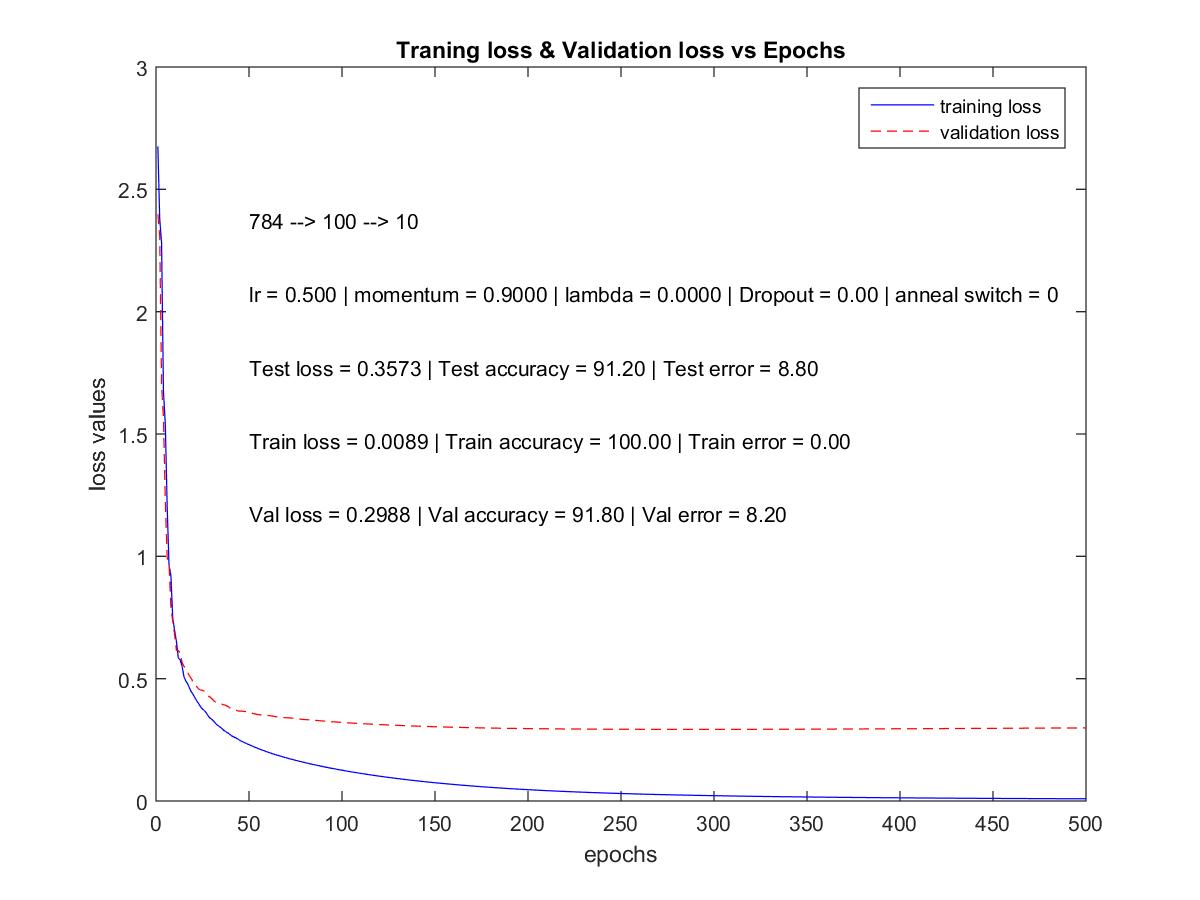 Traning loss & Validation loss vs Epochs
3
training loss
validation loss
2.5
784 --> 100 --> 10
lr = 0.500 | momentum = 0.9000 | lambda = 0.0000 | Dropout = 0.00 | anneal switch = 0
2
Test loss = 0.3573 | Test accuracy = 91.20 | Test error = 8.80
Train loss = 0.0089 | Train accuracy = 100.00 | Train error = 0.00
1.5
loss values
Val loss = 0.2988 | Val accuracy = 91.80 | Val error = 8.20
1
0.5
0
0 50 100 150 200 250 300 350 400 450 500
epochs